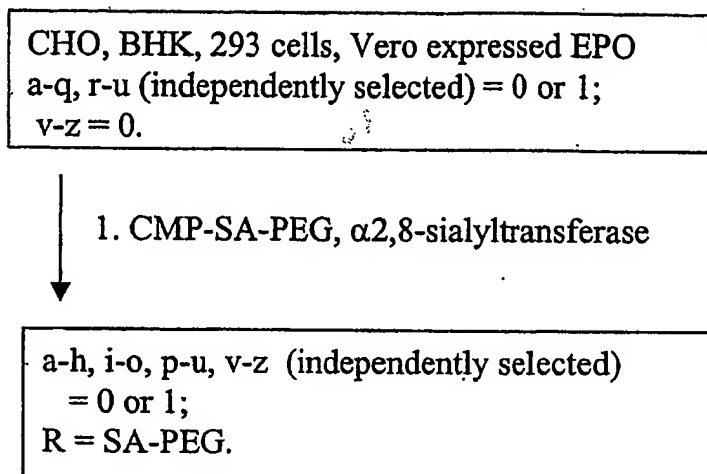 CHO, BHK, 293 cells, Vero expressed EPO
a-q, r-u (independently selected) = 0 or 1;
v-z = 0.
1. CMP-SA-PEG, α2,8-sialyltransferase
a-h, i-o, p-u, v-z (independently selected)
= 0 or 1;
R = SA-PEG.